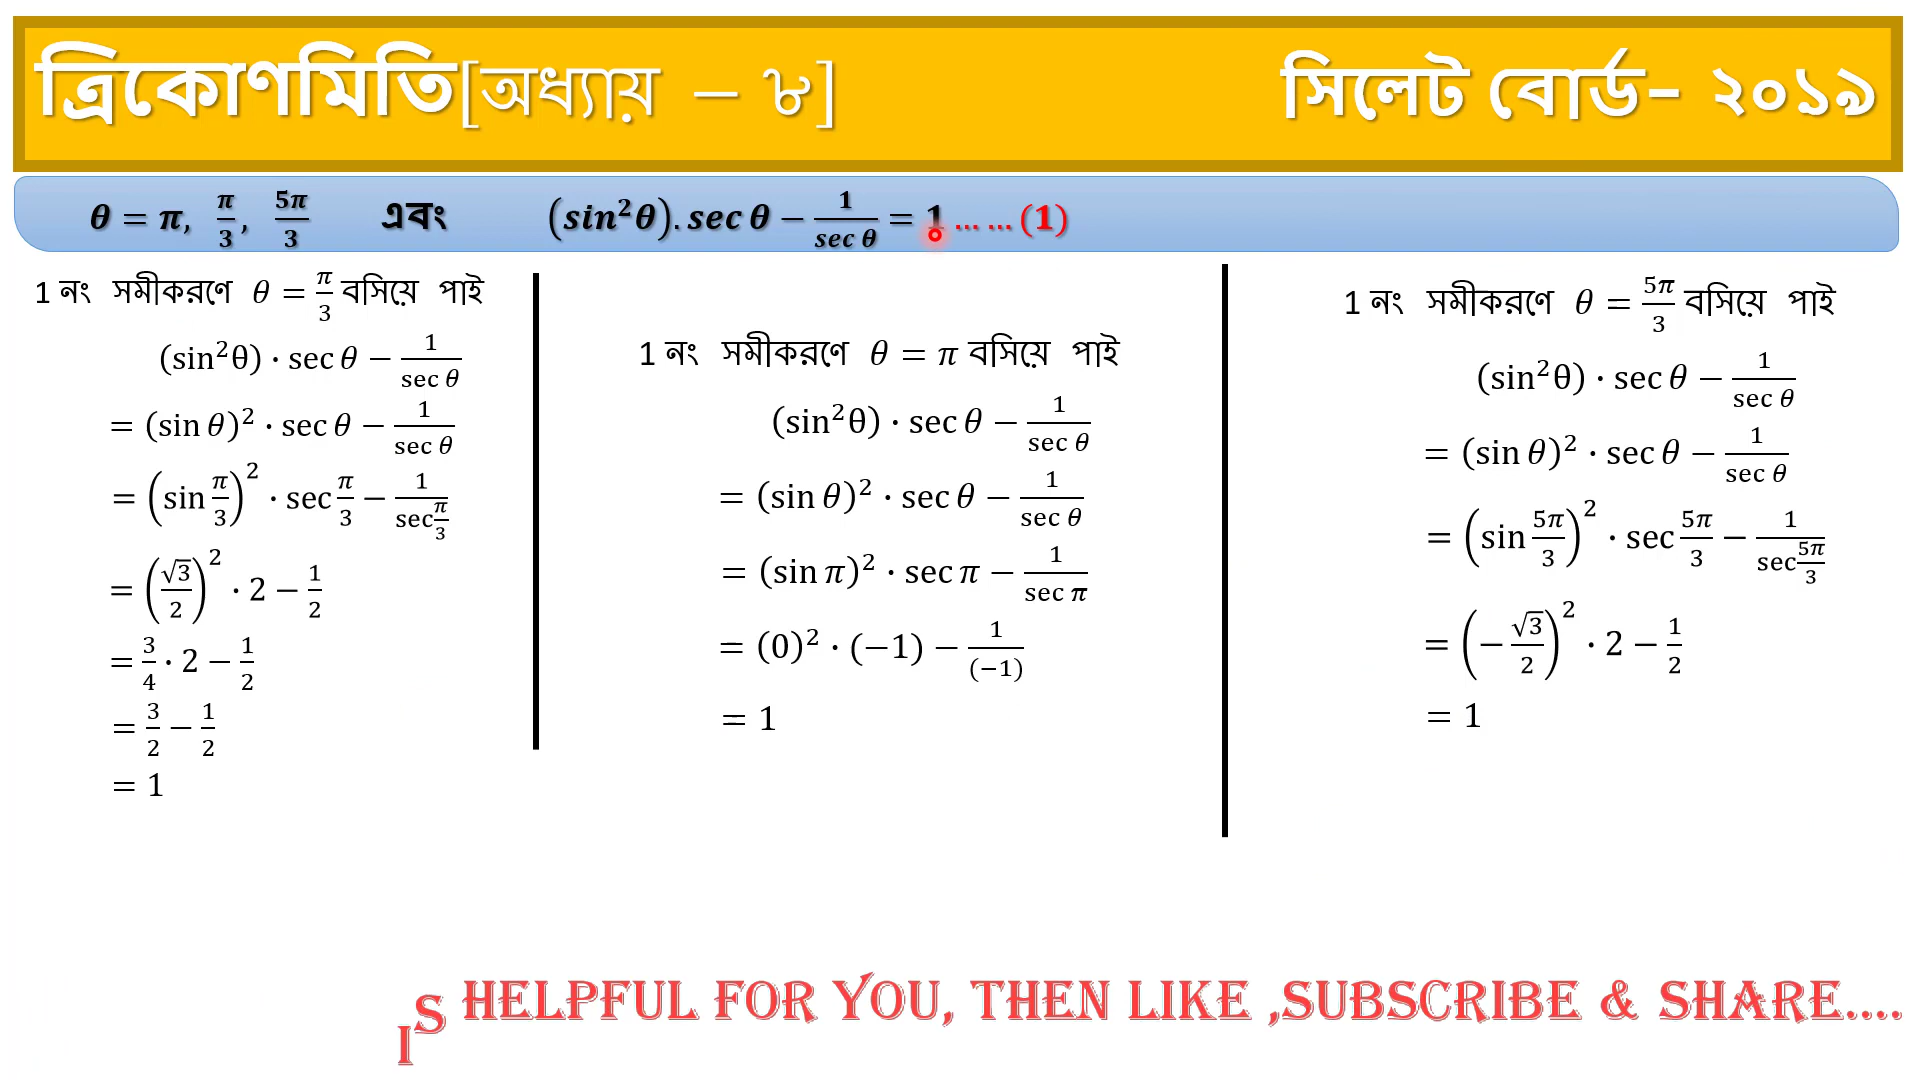 ত্রিকোণমিতি[অধ্যায় – ৮] সিলেট বোর্ড– ২০১৯
θ = π, π/3, 5π/3 এবং (sin²θ).sec θ − 1/sec θ = 1 ... ... (1)
1 নং সমীকরণে θ = π/3 বসিয়ে পাই
(sin²θ) · sec θ − 1/sec θ
= (sin θ)² · sec θ − 1/sec θ
= (sin π/3)² · sec π/3 − 1/sec π/3
= (√3/2)² · 2 − 1/2
= 3/4 · 2 − 1/2
= 3/2 − 1/2
= 1
1 নং সমীকরণে θ = π বসিয়ে পাই
(sin²θ) · sec θ − 1/sec θ
= (sin θ)² · sec θ − 1/sec θ
= (sin π)² · sec π − 1/sec π
= (0)² · (−1) − 1/(−1)
= 1
1 নং সমীকরণে θ = 5π/3 বসিয়ে পাই
(sin²θ) · sec θ − 1/sec θ
= (sin θ)² · sec θ − 1/sec θ
= (sin 5π/3)² · sec 5π/3 − 1/sec 5π/3
= (−√3/2)² · 2 − 1/2
= 1
IS HELPFUL FOR YOU, THEN LIKE ,SUBSCRIBE & SHARE....